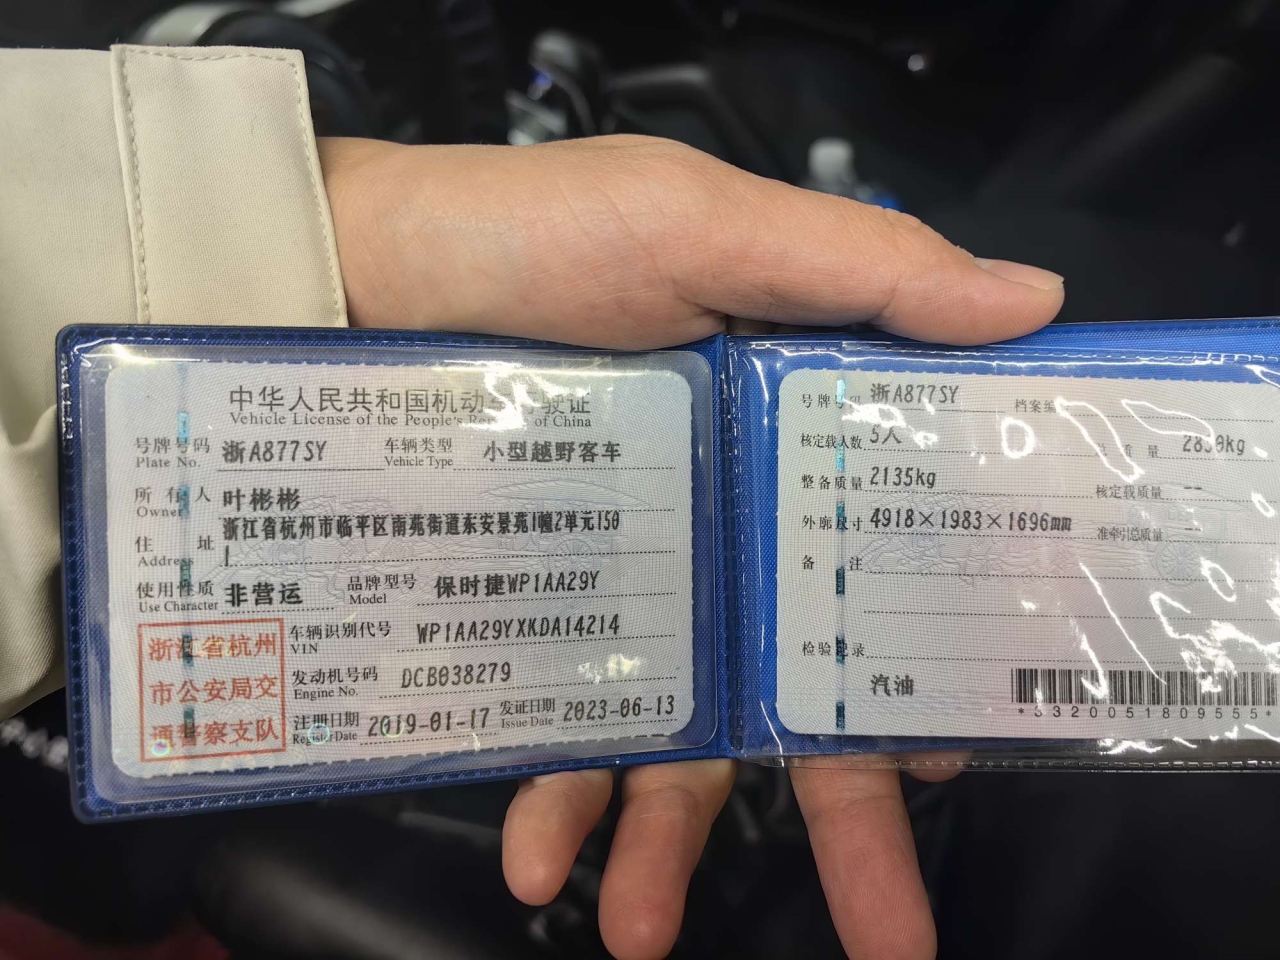 中华人民共和国机动车行驶证
Vehicle License of the People's Republic of China
号牌号码 浙A877SY 车辆类型 小型越野客车
Plate No. Vehicle Type
所有人 叶彬彬
Owner
住址 浙江省杭州市临平区南苑街道东安景苑1幢2单元150
Address 1
使用性质 非营运 品牌型号 保时捷WP1AA29Y
Use Character Model
浙江省杭州
市公安局交
通警察支队
车辆识别代号 WP1AA29YXKDA14214
VIN
发动机号码 DCB038279
Engine No.
注册日期 2019-01-17 发证日期 2023-06-13
Register Date Issue Date
号牌号码 浙A877SY 档案编
核定载人数 5人 质量
整备质量 2135kg 核定载质量 --
外廓尺寸 4918×1983×1696mm 准牵引总质量 --
备注
检验记录
汽油
*3320051809555*